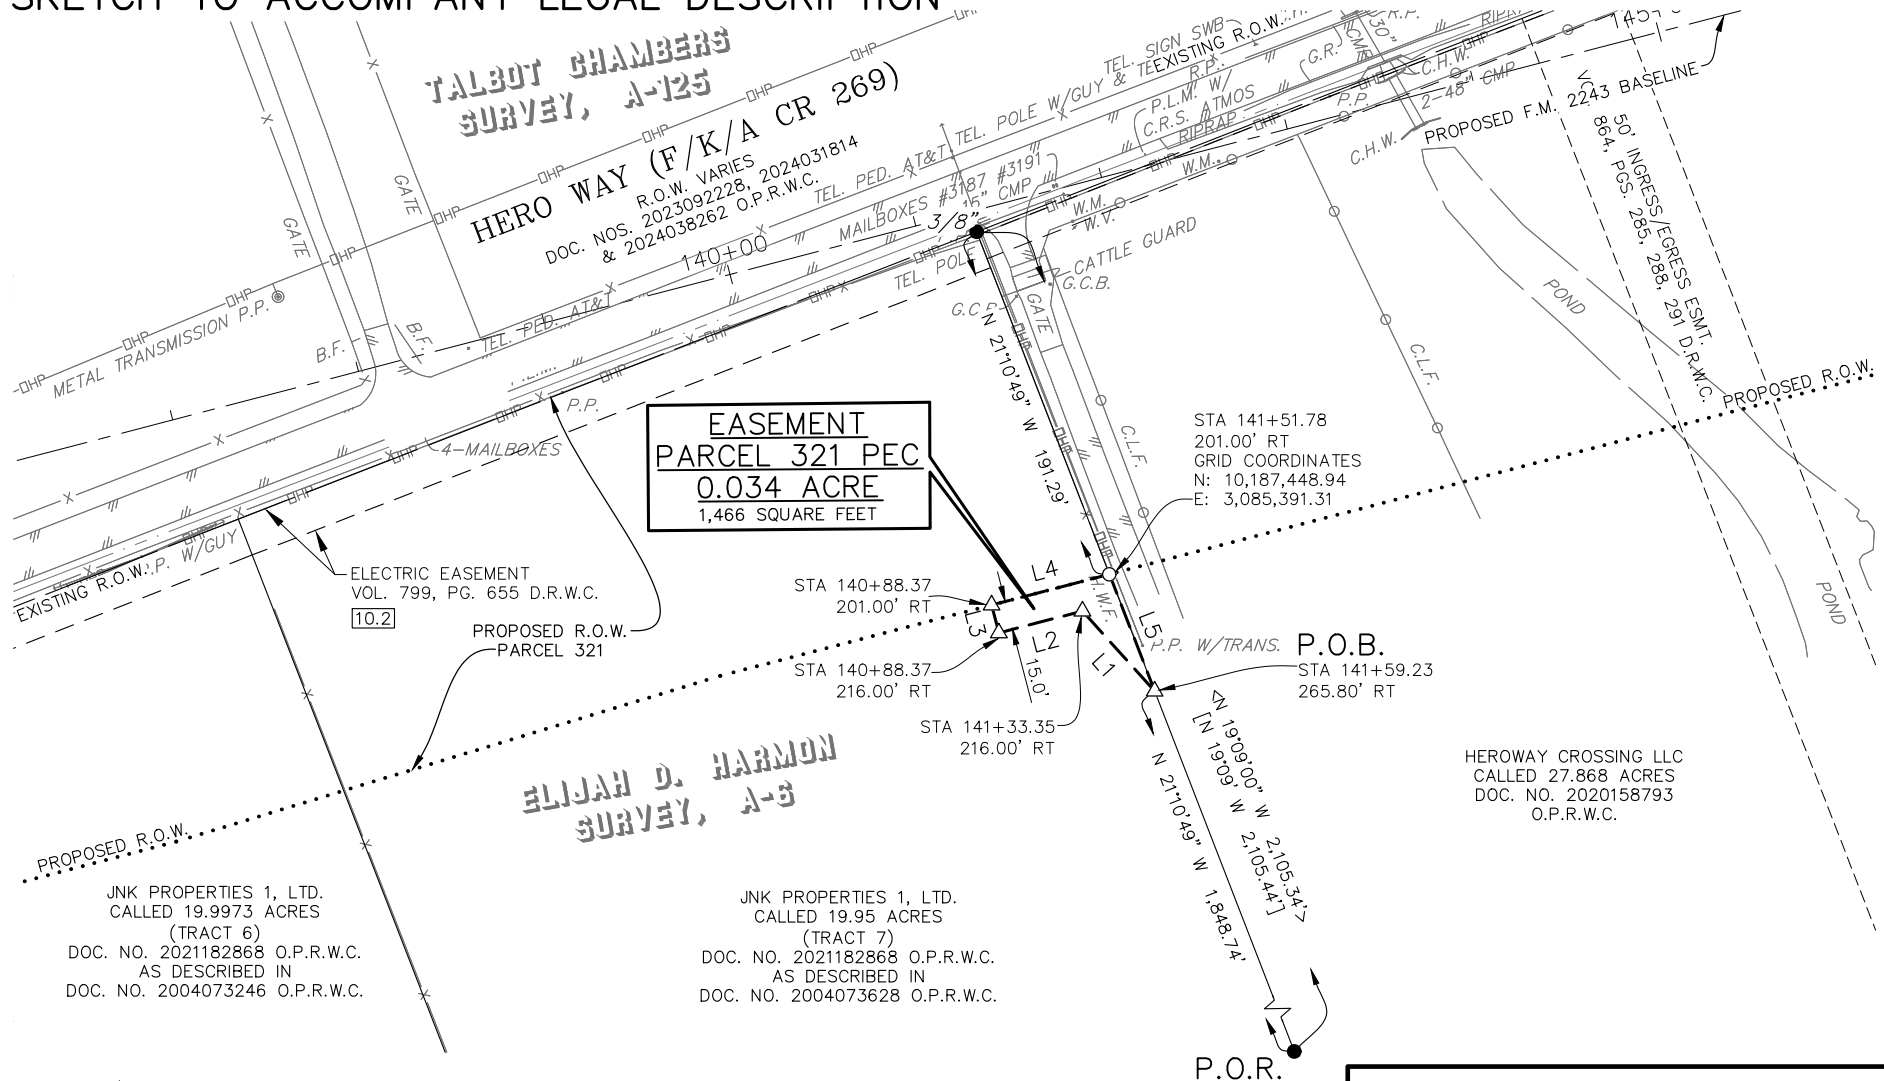 SKETCH TO ACCOMPANY LEGAL DESCRIPTION
TALBOT CHAMBERS
SURVEY, A-125
HERO WAY (F/K/A CR 269)
R.O.W. VARIES
DOC. NOS. 2023092228, 2024031814
& 2024038262 O.P.R.W.C.
140+00
TEL. SIGN SWB
EXISTING R.O.W.
TEL. POLE W/GUY &
R.P.
R.P.
G.R.
30"
CMP
RIPRAP
C.H.W.
2-48" CMP
P.P.
C.H.W.
P.L.M. W/
C.R.S. ATMOS
RIPRAP
W.M.
145+
PROPOSED F.M. 2243 BASELINE
50' INGRESS/EGRESS ESMT.
864, PGS. 285, 288, 291 D.R.W.C.
TEL. PED. AT&T
MAILBOXES #3187 #3191
15" CMP
3/8"
W.M.
W.V.
CATTLE GUARD
G.C.B.
TEL. POLE
GATE
GATE
GATE
METAL TRANSMISSION P.P.
B.F.
B.F.
TEL. PED. AT&T
P.P.
4-MAILBOXES
OHP
POND
POND
C.L.F.
C.L.F.
N 21°10'49" W 191.29'
EASEMENT
PARCEL 321 PEC
0.034 ACRE
1,466 SQUARE FEET
STA 141+51.78
201.00' RT
GRID COORDINATES
N: 10,187,448.94
E: 3,085,391.31
PROPOSED R.O.W.
EXISTING R.O.W.
P.P. W/GUY
ELECTRIC EASEMENT
VOL. 799, PG. 655 D.R.W.C.
10.2
PROPOSED R.O.W.
PARCEL 321
STA 140+88.37
201.00' RT
L4
L3
L2
L1
L5
H.W.F.
15.0'
STA 140+88.37
216.00' RT
STA 141+33.35
216.00' RT
P.P. W/TRANS.
P.O.B.
STA 141+59.23
265.80' RT
<N 19°09'00" W 2,105.34'>
[N 19°09' W 2,105.44']
N 21°10'49" W 1,848.74'
ELIJAH D. HARMON
SURVEY, A-6
HEROWAY CROSSING LLC
CALLED 27.868 ACRES
DOC. NO. 2020158793
O.P.R.W.C.
PROPOSED R.O.W.
JNK PROPERTIES 1, LTD.
CALLED 19.9973 ACRES
(TRACT 6)
DOC. NO. 2021182868 O.P.R.W.C.
AS DESCRIBED IN
DOC. NO. 2004073246 O.P.R.W.C.
JNK PROPERTIES 1, LTD.
CALLED 19.95 ACRES
(TRACT 7)
DOC. NO. 2021182868 O.P.R.W.C.
AS DESCRIBED IN
DOC. NO. 2004073628 O.P.R.W.C.
P.O.R.